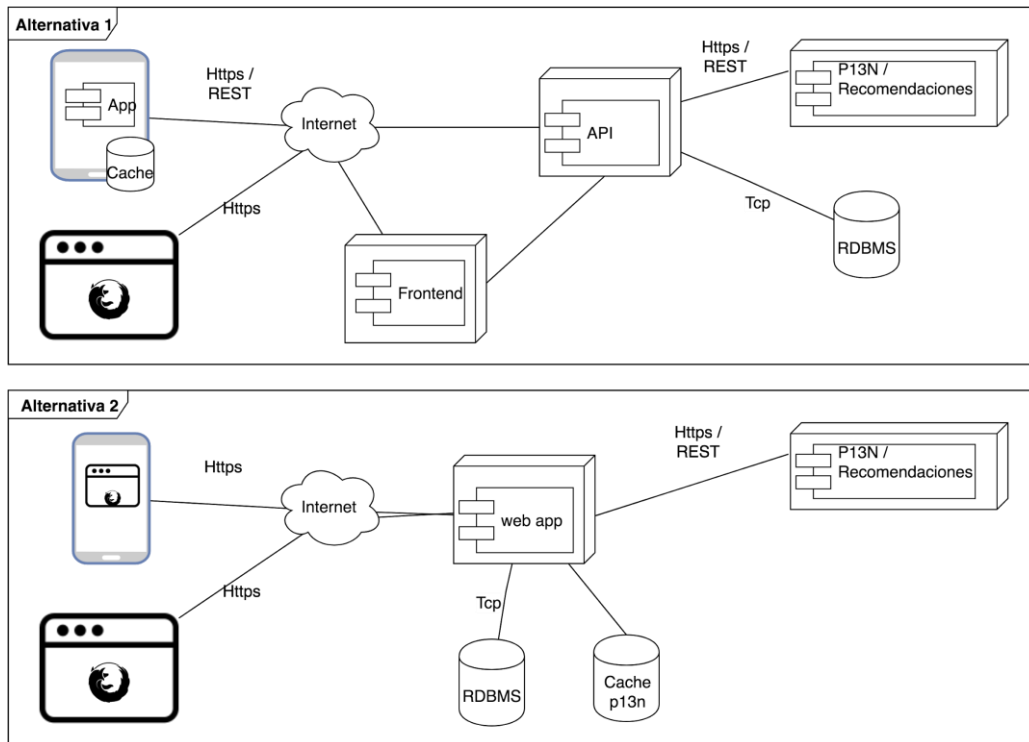 Alternativa 1
Https /
REST
App
Cache
Https
Internet
Frontend
API
Https /
REST
P13N /
Recomendaciones
Tcp
RDBMS
Alternativa 2
Https
Https
Internet
web app
Https /
REST
P13N /
Recomendaciones
Tcp
RDBMS
Cache
p13n